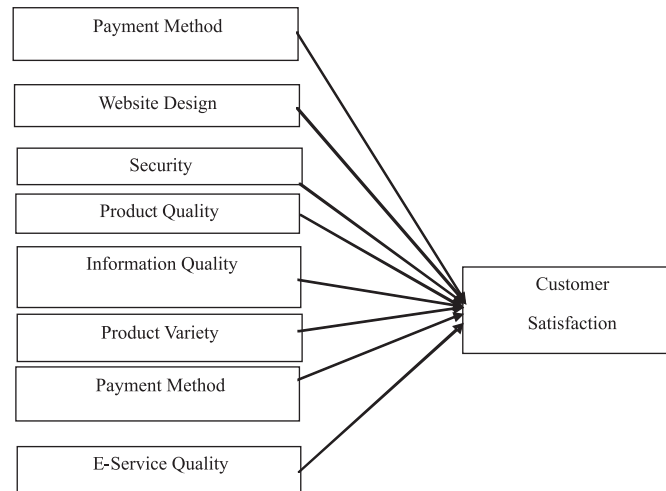 Payment Method
Website Design
Security
Product Quality
Information Quality
Product Variety
Payment Method
E-Service Quality
Customer
Satisfaction